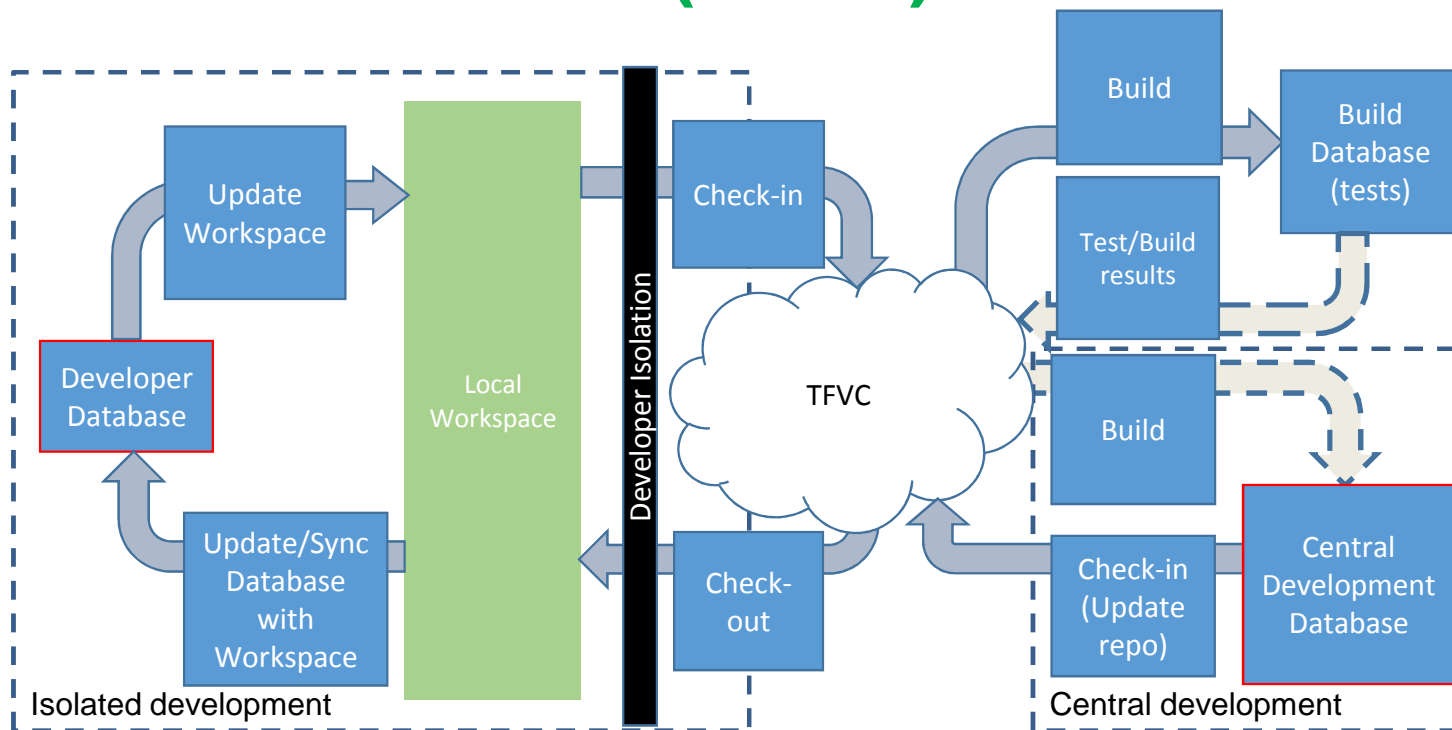 Build
Build
Database
(tests)
Update
Workspace
Check-in
Test/Build
results
Developer Isolation
Developer
Database
Local
Workspace
TFVC
Build
Update/Sync
Database
with
Workspace
Check-
out
Check-in
(Update
repo)
Central
Development
Database
Isolated development
Central development